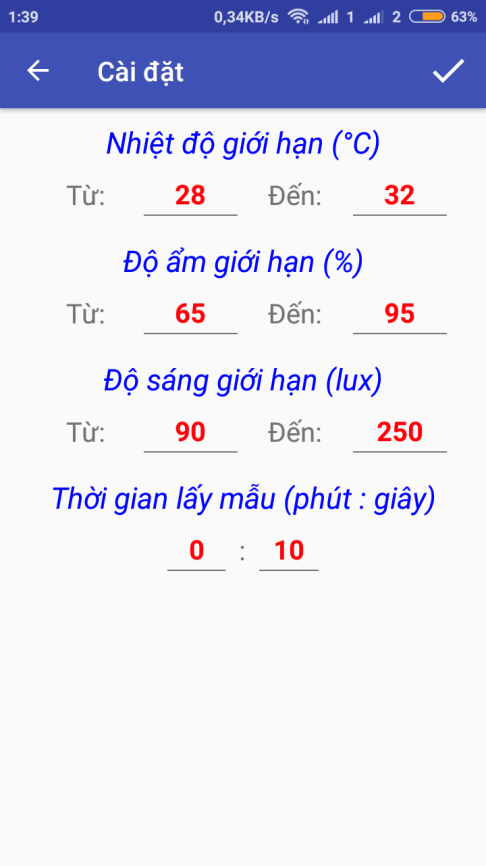 1:39 0,34KB/s 1 2 63%
Cài đặt
Nhiệt độ giới hạn (°C)
Từ: 28 Đến: 32
Độ ẩm giới hạn (%)
Từ: 65 Đến: 95
Độ sáng giới hạn (lux)
Từ: 90 Đến: 250
Thời gian lấy mẫu (phút : giây)
0 : 10